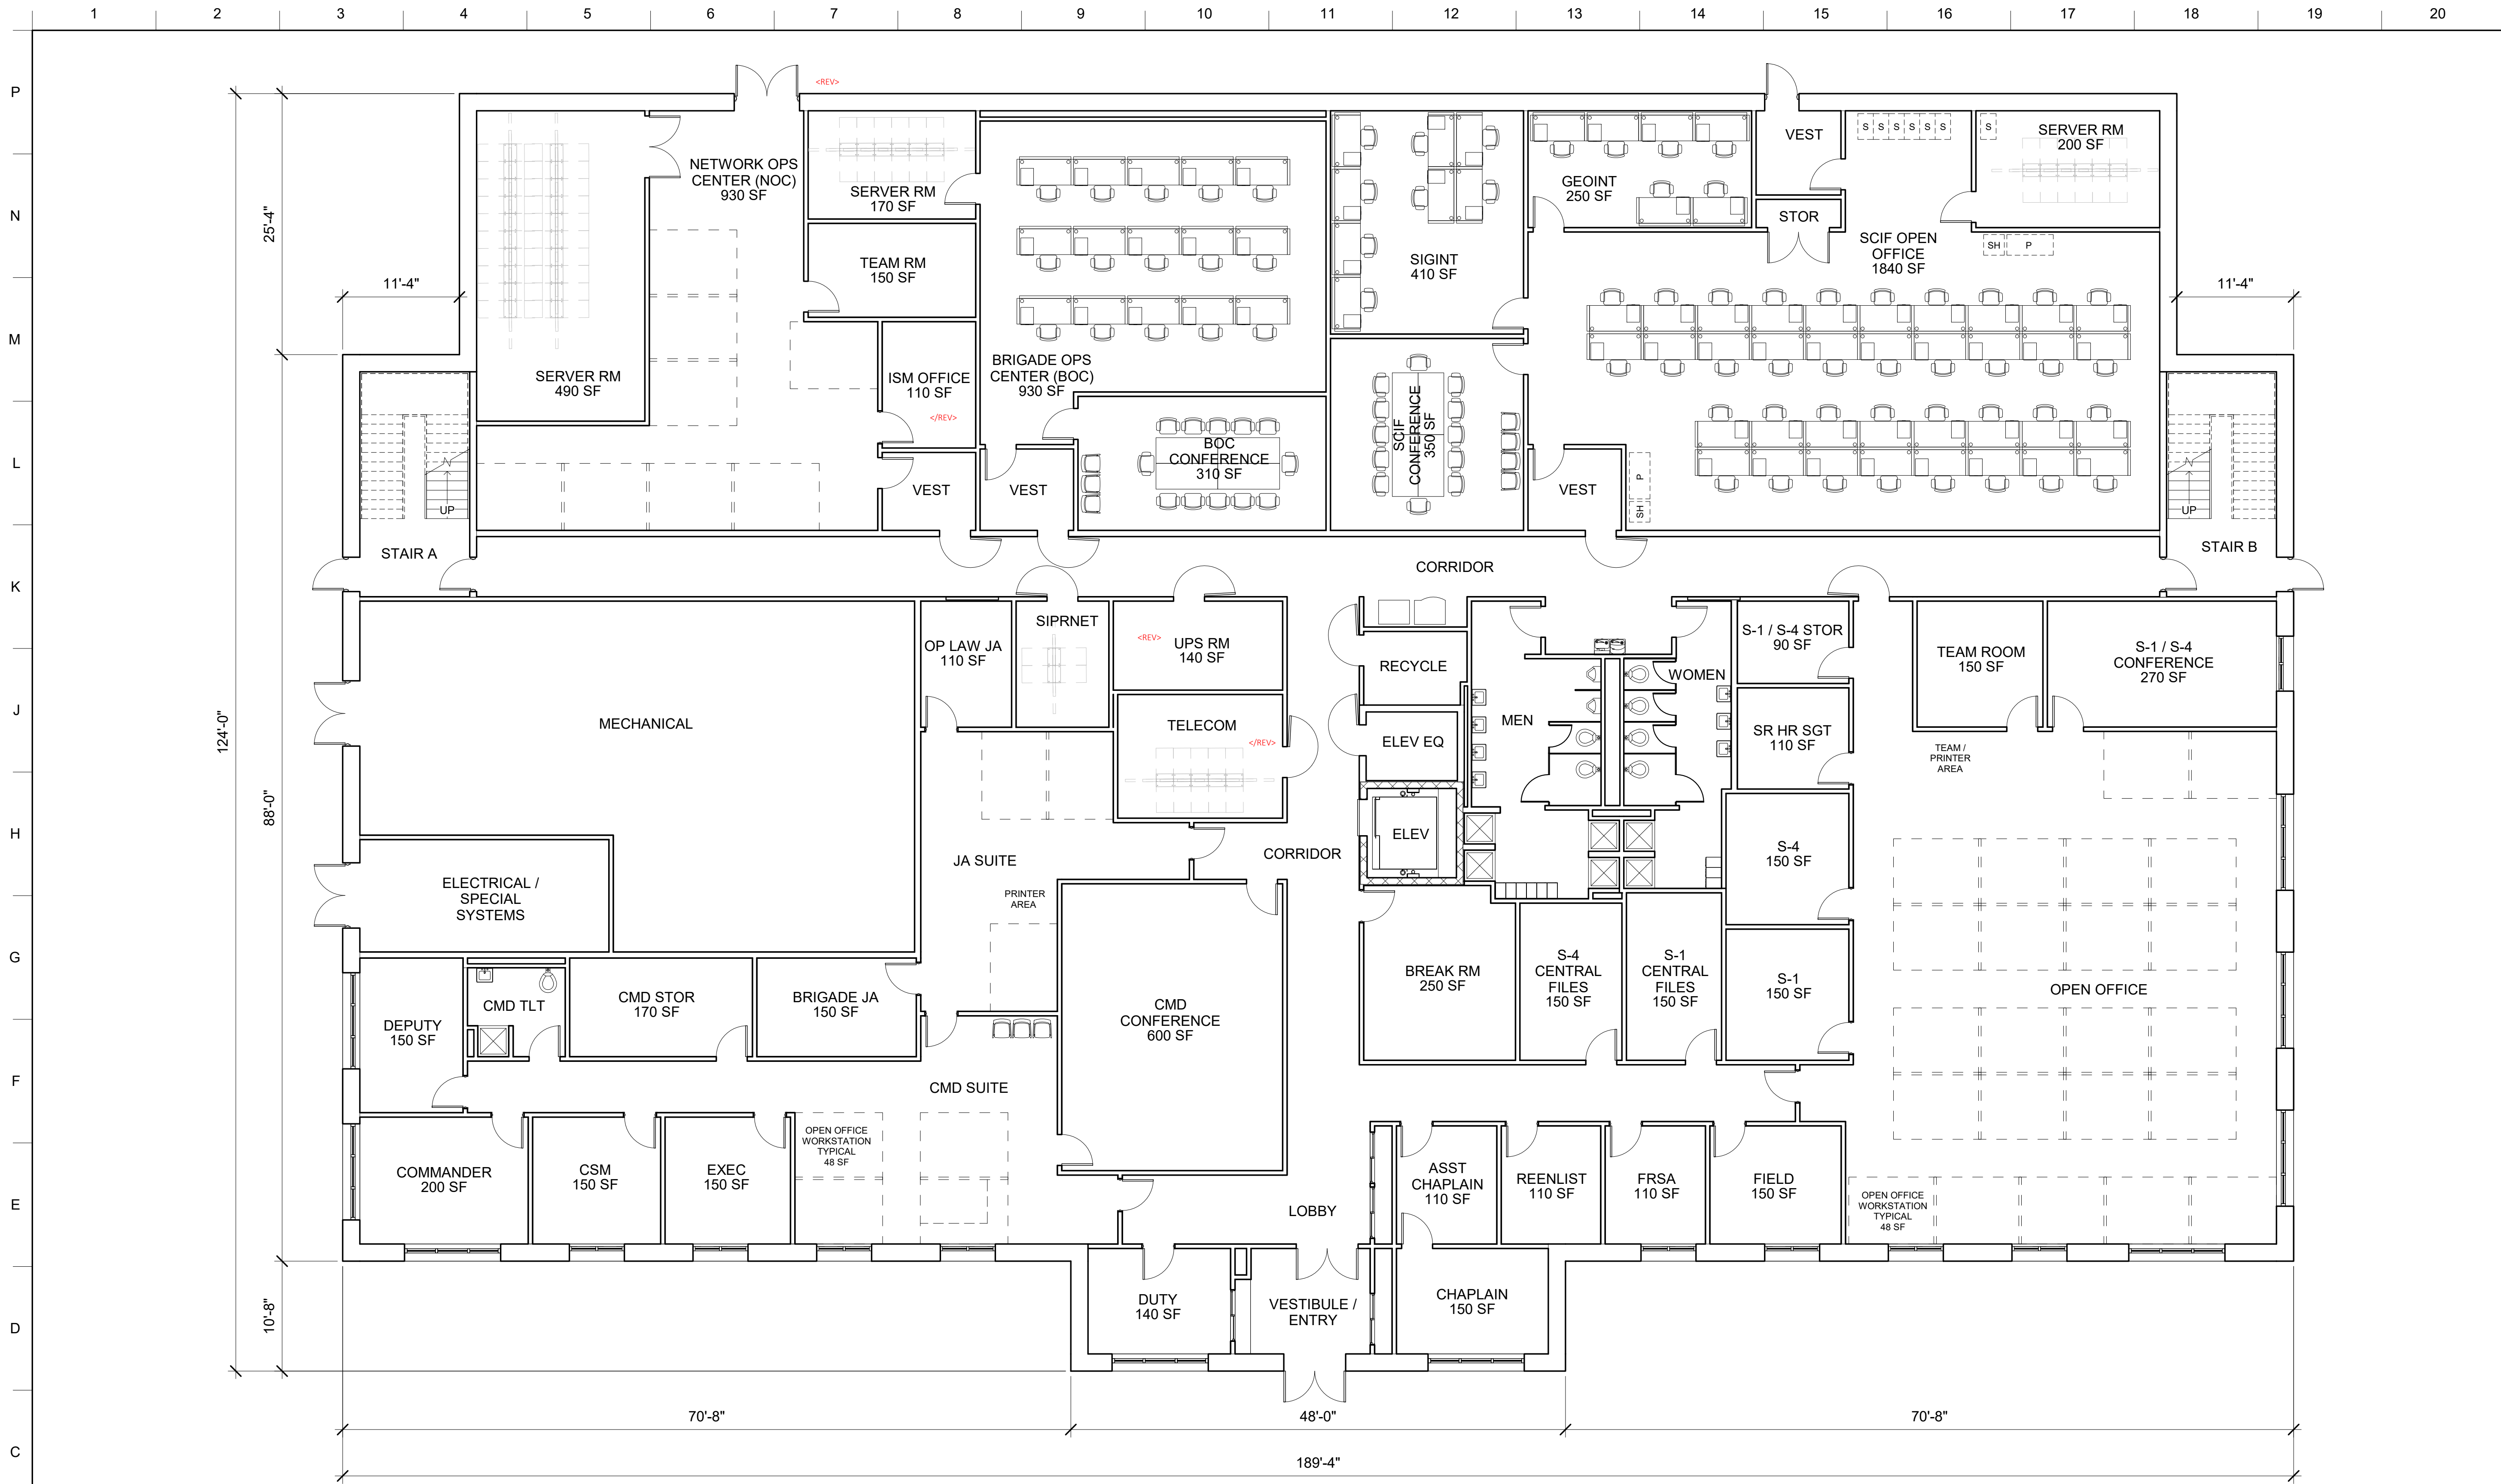 1 2 3 4 5 6 7 8 9 10 11 12 13 14 15 16 17 18 19 20
P
N
M
L
K
J
H
G
F
E
D
C
<REV>
25'-4"
11'-4"
124'-0"
88'-0"
10'-8"
11'-4"
NETWORK OPS
CENTER (NOC)
930 SF
SERVER RM
490 SF
SERVER RM
170 SF
TEAM RM
150 SF
ISM OFFICE
110 SF
</REV>
VEST
BRIGADE OPS
CENTER (BOC)
930 SF
VEST
BOC
CONFERENCE
310 SF
SIGINT
410 SF
SCIF
CONFERENCE
350 SF
GEOINT
250 SF
VEST
STOR
S S S S S S
S
SERVER RM
200 SF
SH P
SCIF OPEN
OFFICE
1840 SF
VEST
P
SH
UP
STAIR A
UP
STAIR B
CORRIDOR
MECHANICAL
OP LAW JA
110 SF
SIPRNET
<REV>
UPS RM
140 SF
TELECOM
</REV>
RECYCLE
ELEV EQ
ELEV
MEN
WOMEN
S-1 / S-4 STOR
90 SF
SR HR SGT
110 SF
TEAM ROOM
150 SF
S-1 / S-4
CONFERENCE
270 SF
TEAM /
PRINTER
AREA
S-4
150 SF
S-1
150 SF
OPEN OFFICE
ELECTRICAL /
SPECIAL
SYSTEMS
JA SUITE
PRINTER
AREA
CORRIDOR
BREAK RM
250 SF
S-4
CENTRAL
FILES
150 SF
S-1
CENTRAL
FILES
150 SF
DEPUTY
150 SF
CMD TLT
CMD STOR
170 SF
BRIGADE JA
150 SF
CMD
CONFERENCE
600 SF
CMD SUITE
COMMANDER
200 SF
CSM
150 SF
EXEC
150 SF
OPEN OFFICE
WORKSTATION
TYPICAL
48 SF
LOBBY
ASST
CHAPLAIN
110 SF
REENLIST
110 SF
FRSA
110 SF
FIELD
150 SF
OPEN OFFICE
WORKSTATION
TYPICAL
48 SF
DUTY
140 SF
VESTIBULE /
ENTRY
CHAPLAIN
150 SF
70'-8"
48'-0"
70'-8"
189'-4"